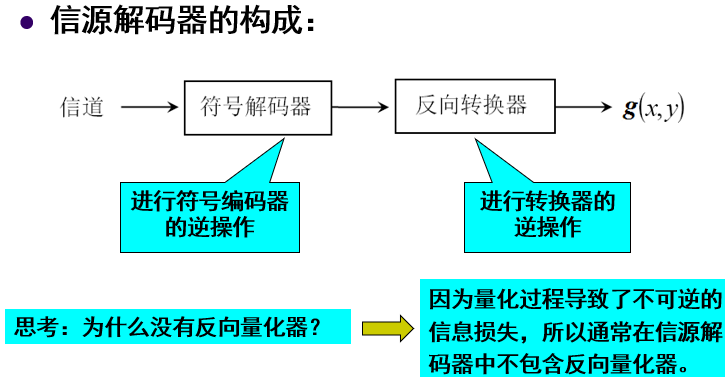 ● 信源解码器的构成：
信道
符号解码器
反向转换器
g(x,y)
进行符号编码器
的逆操作
进行转换器的
逆操作
思考：为什么没有反向量化器？
因为量化过程导致了不可逆的
信息损失，所以通常在信源解
码器中不包含反向量化器。